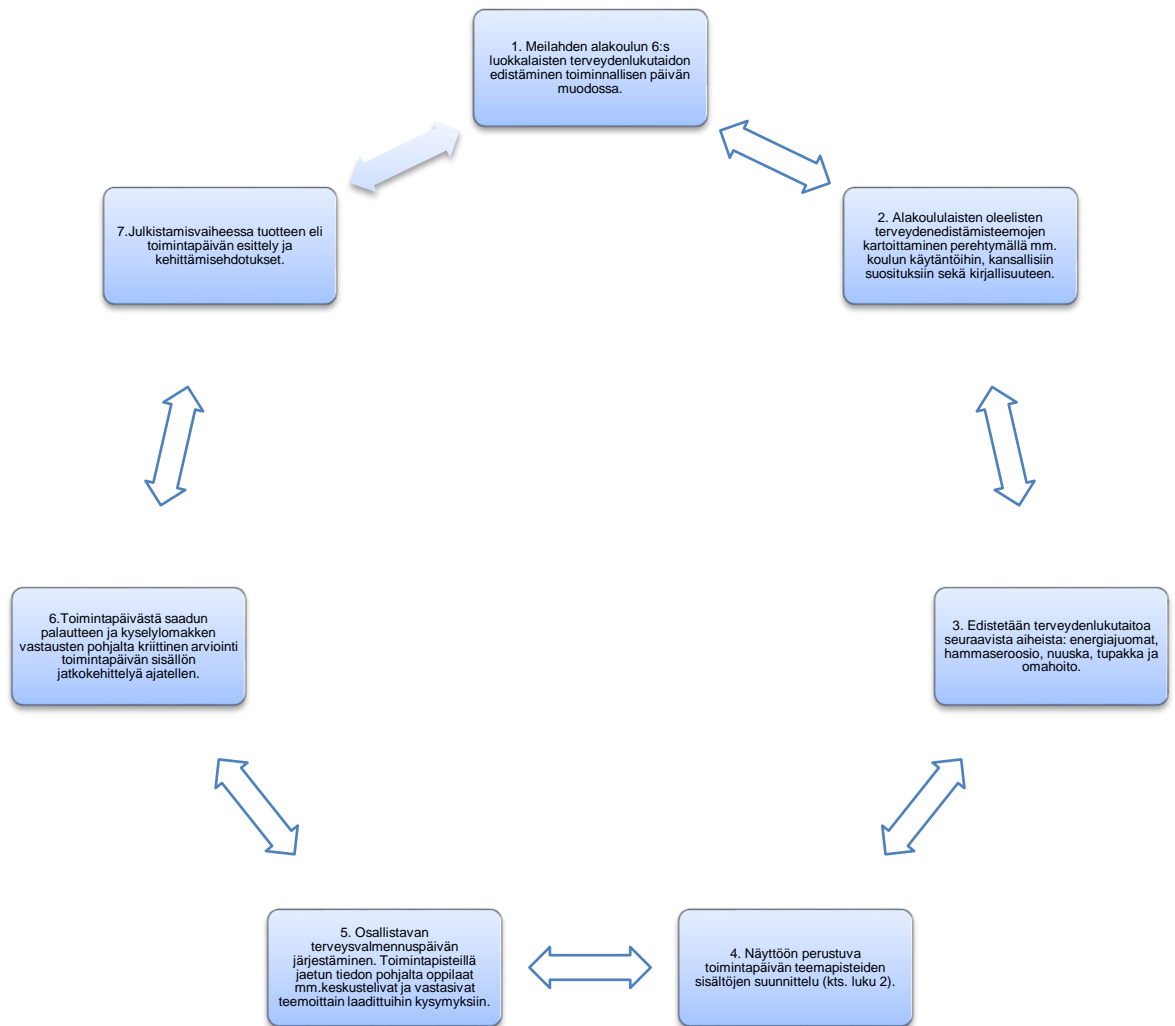 1. Meilahden alakoulun 6:s
luokkalaisten terveydenlukutaidon
edistäminen toiminnallisen päivän
muodossa.
2. Alakoululaisten oleelisten
terveydenedistämisteemojen
kartoittaminen perehtymällä mm.
koulun käytäntöihin, kansallisiin
suosituksiin sekä kirjallisuuteen.
3. Edistetään terveydenlukutaitoa
seuraavista aiheista: energiajuomat,
hammaseroosio, nuuska, tupakka ja
omahoito.
4. Näyttöön perustuva
toimintapäivän teemapisteiden
sisältöjen suunnittelu (kts. luku 2).
5. Osallistavan
terveysvalmennuspäivän
järjestäminen. Toimintapisteillä
jaetun tiedon pohjalta oppilaat
mm.keskustelivat ja vastasivat
teemoittain laadittuihin kysymyksiin.
6.Toimintapäivästä saadun
palautteen ja kyselylomakken
vastausten pohjalta kriittinen arviointi
toimintapäivän sisällön
jatkokehittelyä ajatellen.
7.Julkistamisvaiheessa tuotteen eli
toimintapäivän esittely ja
kehittämisehdotukset.